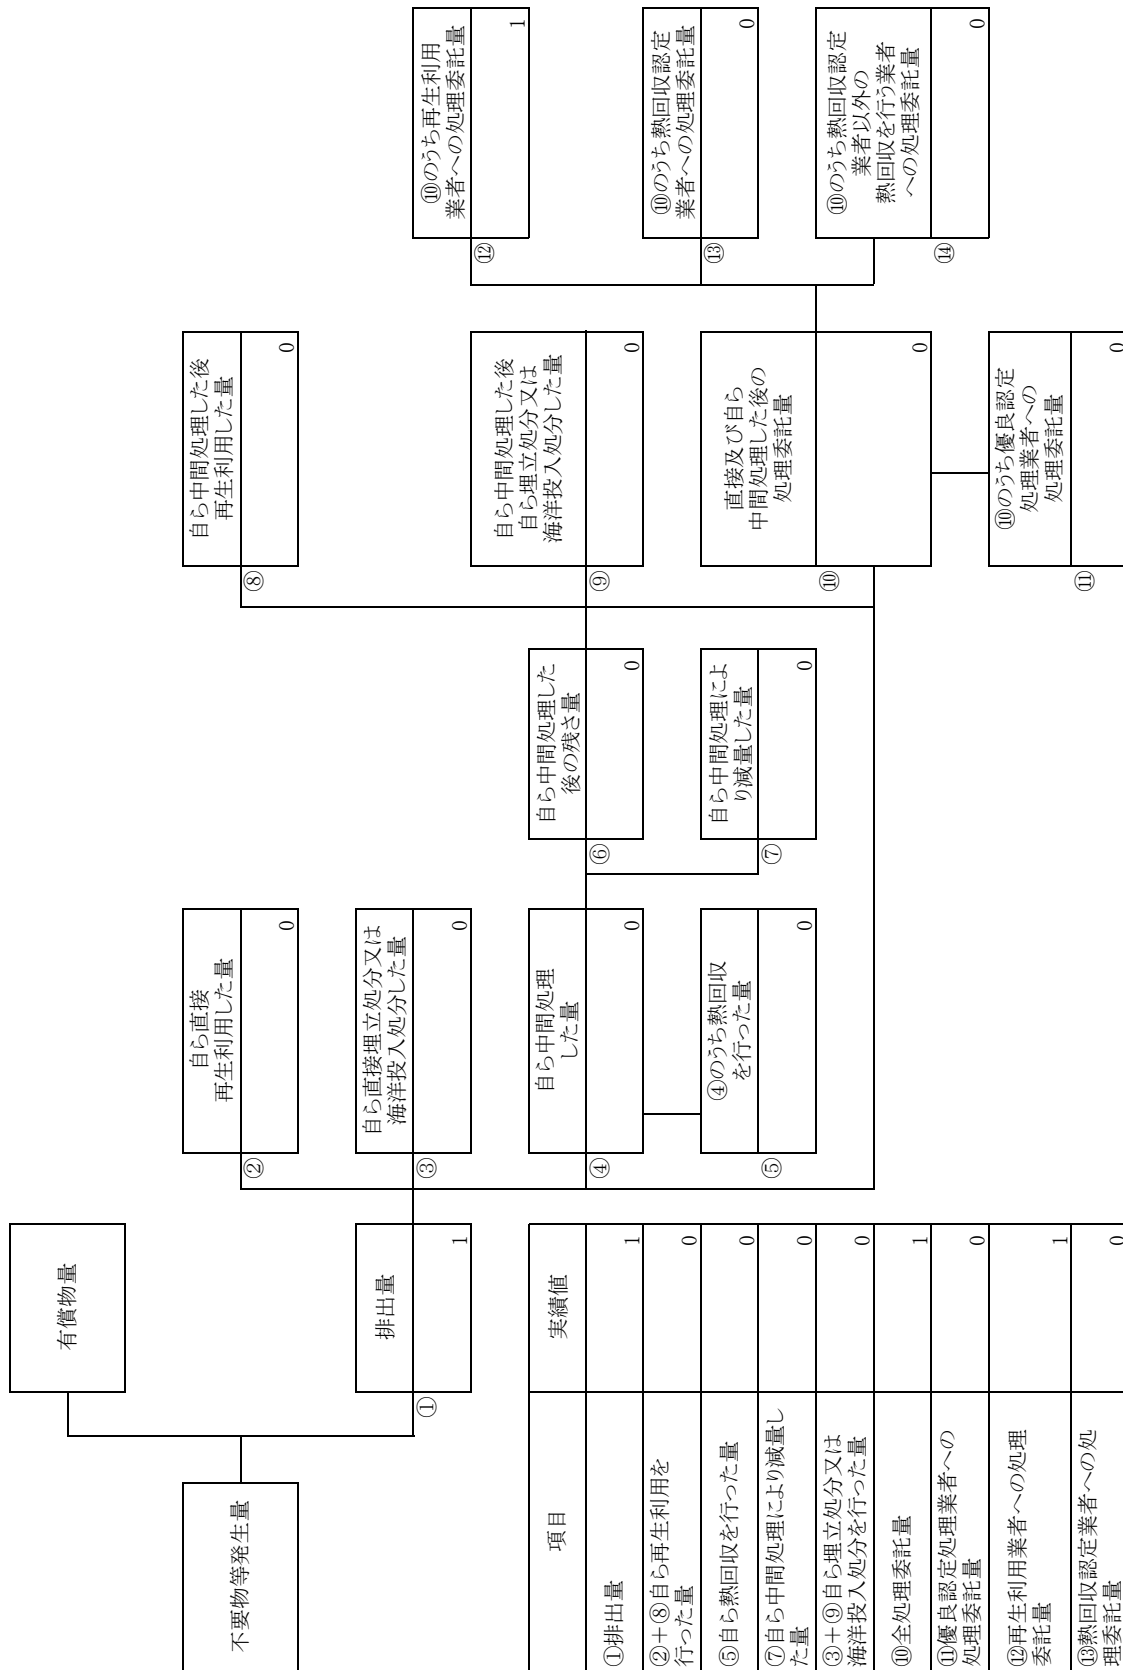 有償物量
不要物等発生量
排出量
①
1
自ら直接
再生利用した量
②
0
自ら直接埋立処分又は
海洋投入処分した量
③
0
自ら中間処理
した量
④
0
④のうち熱回収
を行った量
⑤
0
自ら中間処理した
後の残さ量
⑥
0
自ら中間処理によ
り減量した量
⑦
0
自ら中間処理した後
再生利用した量
⑧
0
自ら中間処理した後
自ら埋立処分又は
海洋投入処分した量
⑨
0
直接及び自ら
中間処理した後の
処理委託量
⑩
0
⑩のうち優良認定
処理業者への
処理委託量
⑪
0
⑩のうち再生利用
業者への処理委託量
⑫
1
⑩のうち熱回収認定
業者への処理委託量
⑬
0
⑩のうち熱回収認定
業者以外の
熱回収を行う業者
への処理委託量
⑭
0
項目 実績値
①排出量 1
②+⑧自ら再生利用を
行った量 0
⑤自ら熱回収を行った量 0
⑦自ら中間処理により減量し
た量 0
③+⑨自ら埋立処分又は
海洋投入処分を行った量 0
⑩全処理委託量 1
⑪優良認定処理業者への
処理委託量 0
⑫再生利用業者への処理
委託量 1
⑬熱回収認定業者への処
理委託量 0